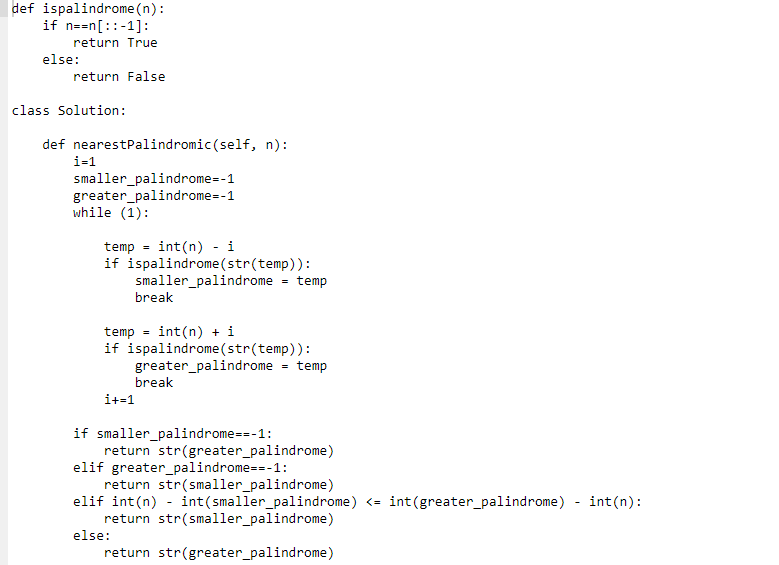 def ispalindrome(n):
    if n==n[::-1]:
        return True
    else:
        return False

class Solution:

    def nearestPalindromic(self, n):
        i=1
        smaller_palindrome=-1
        greater_palindrome=-1
        while (1):

            temp = int(n) - i
            if ispalindrome(str(temp)):
                smaller_palindrome = temp
                break

            temp = int(n) + i
            if ispalindrome(str(temp)):
                greater_palindrome = temp
                break
            i+=1

        if smaller_palindrome==-1:
            return str(greater_palindrome)
        elif greater_palindrome==-1:
            return str(smaller_palindrome)
        elif int(n) - int(smaller_palindrome) <= int(greater_palindrome) - int(n):
            return str(smaller_palindrome)
        else:
            return str(greater_palindrome)